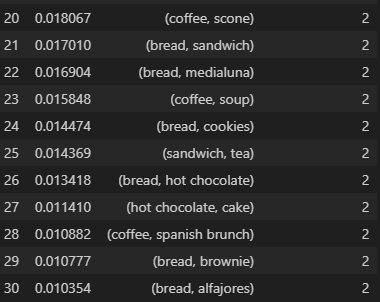 20 0.018067 (coffee, scone) 2
21 0.017010 (bread, sandwich) 2
22 0.016904 (bread, medialuna) 2
23 0.015848 (coffee, soup) 2
24 0.014474 (bread, cookies) 2
25 0.014369 (sandwich, tea) 2
26 0.013418 (bread, hot chocolate) 2
27 0.011410 (hot chocolate, cake) 2
28 0.010882 (coffee, spanish brunch) 2
29 0.010777 (bread, brownie) 2
30 0.010354 (bread, alfajores) 2